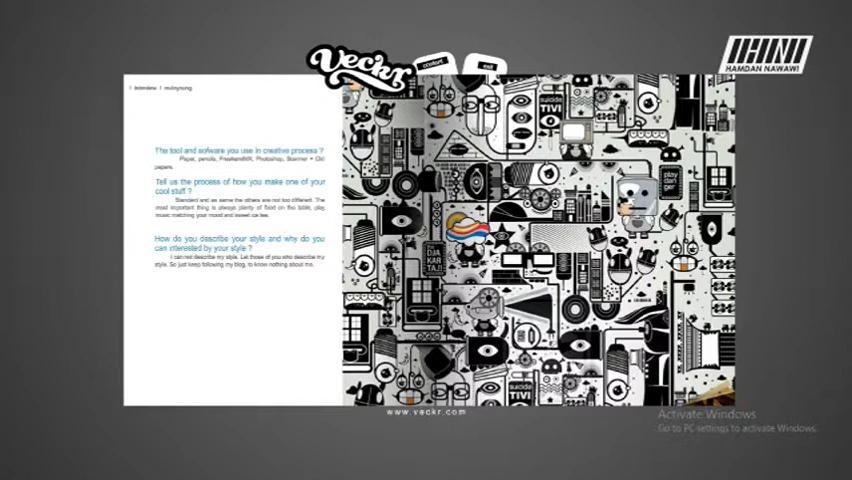 Veckr
contact
exit
HAMDAN NAWAWI
| Interview |
The tool and sofware you use in creative process ?
Paper, pencils, FreehandMX, Photoshop, Scanner + Old
papers.
Tell us the process of how you make one of your
cool stuff ?
Standard and as same the others are not too different. The
most important thing is always plenty of food on the table, play
music matching your mood and sweet ice tea.
How do you describe your style and why do you
can interested by your style ?
I can not describe my style. Let those of you who describe my
style. So just keep following my blog, to know nothing about me.
suicide
TIVI
play
dan
ger
DJA
KAR
TA.!!
suicide
TIVI
www.veckr.com
Activate Windows
Go to PC settings to activate Windows.